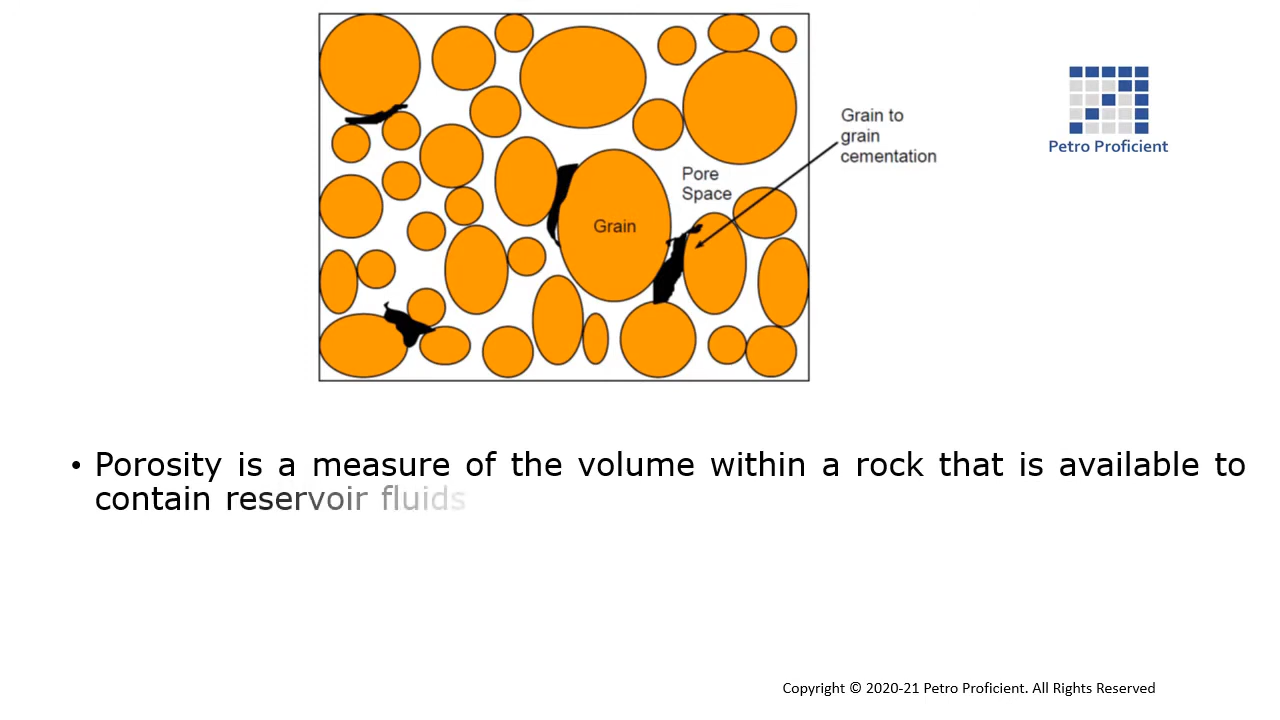 Grain to
grain
cementation
Petro Proficient
Pore
Space
Grain
• Porosity is a measure of the volume within a rock that is available to
contain reservoir fluids
Copyright © 2020-21 Petro Proficient. All Rights Reserved